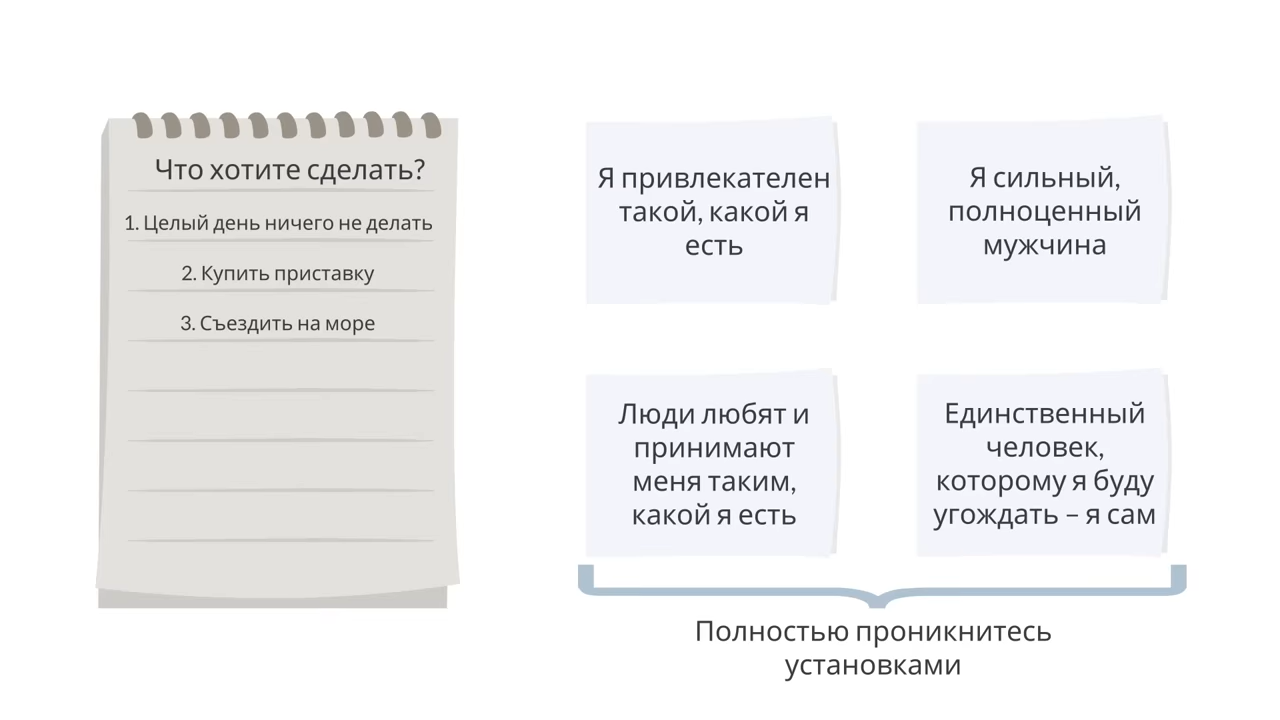 Что хотите сделать?
1. Целый день ничего не делать
2. Купить приставку
3. Съездить на море
Я привлекателен
такой, какой я
есть
Я сильный,
полноценный
мужчина
Люди любят и
принимают
меня таким,
какой я есть
Единственный
человек,
которому я буду
угождать – я сам
Полностью проникнитесь
установками